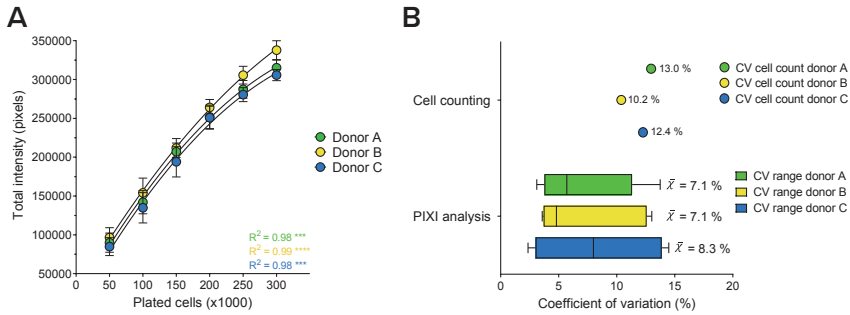 A
Total intensity (pixels)
350000
300000
250000
200000
150000
100000
50000
0 50 100 150 200 250 300
Plated cells (x1000)
Donor A
Donor B
Donor C
R² = 0.98 ***
R² = 0.99 ****
R² = 0.98 ***
B
Cell counting
PIXI analysis
13.0 %
10.2 %
12.4 %
CV cell count donor A
CV cell count donor B
CV cell count donor C
x̄ = 7.1 %
x̄ = 7.1 %
x̄ = 8.3 %
CV range donor A
CV range donor B
CV range donor C
0 5 10 15 20
Coefficient of variation (%)